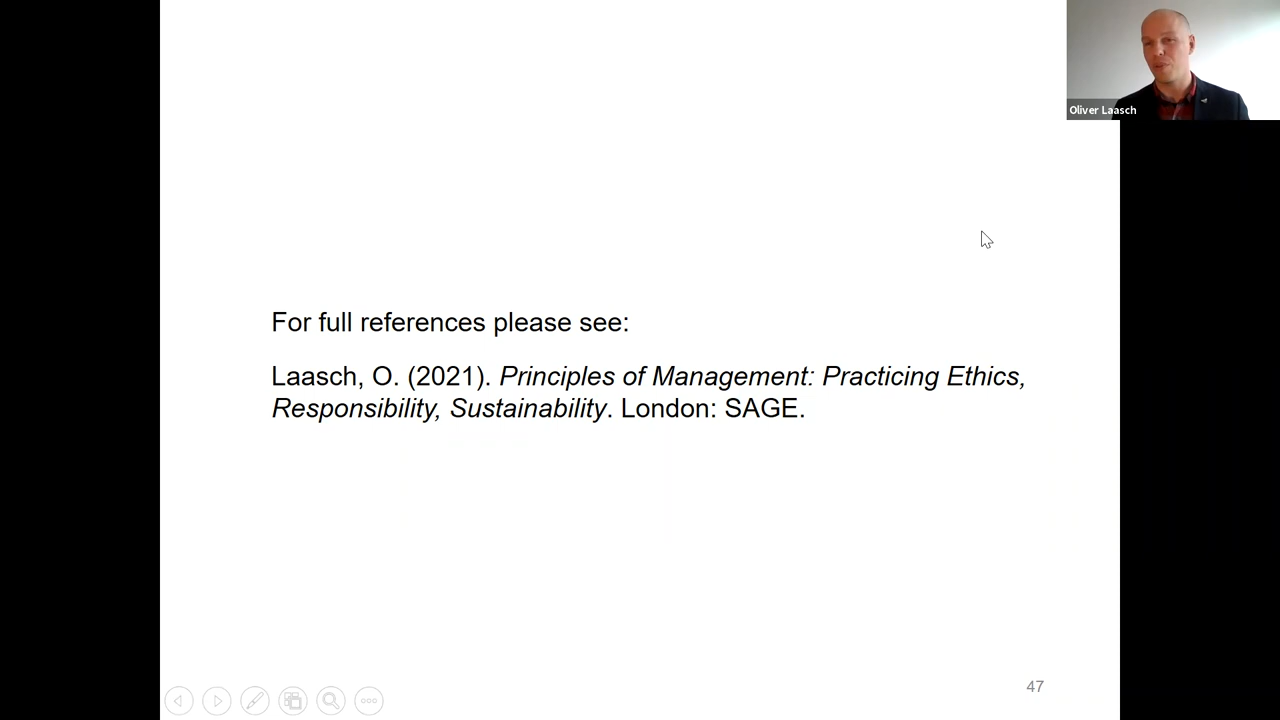 Oliver Laasch
For full references please see:
Laasch, O. (2021). Principles of Management: Practicing Ethics,
Responsibility, Sustainability. London: SAGE.
47